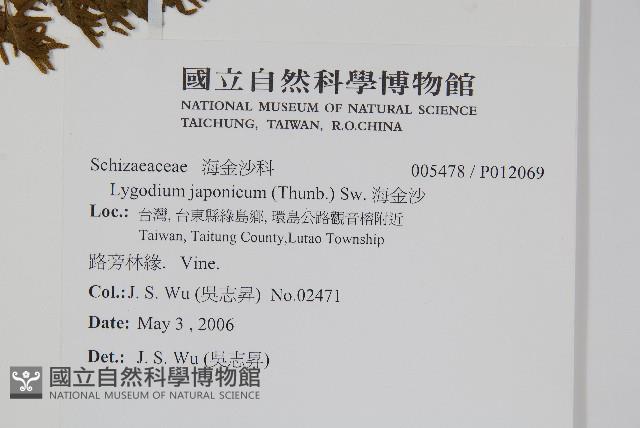 國立自然科學博物館
NATIONAL MUSEUM OF NATURAL SCIENCE
TAICHUNG, TAIWAN, R.O.CHINA
Schizaeaceae 海金沙科 005478 / P012069
Lygodium japonicum (Thunb.) Sw. 海金沙
Loc.: 台灣, 台東縣綠島鄉, 環島公路觀音榕附近
Taiwan, Taitung County,Lutao Township
路旁林緣. Vine.
Col.:J. S. Wu (吳志昇) No.02471
Date: May 3 , 2006
Det.: J. S. Wu (吳志昇)
國立自然科學博物館
NATIONAL MUSEUM OF NATURAL SCIENCE